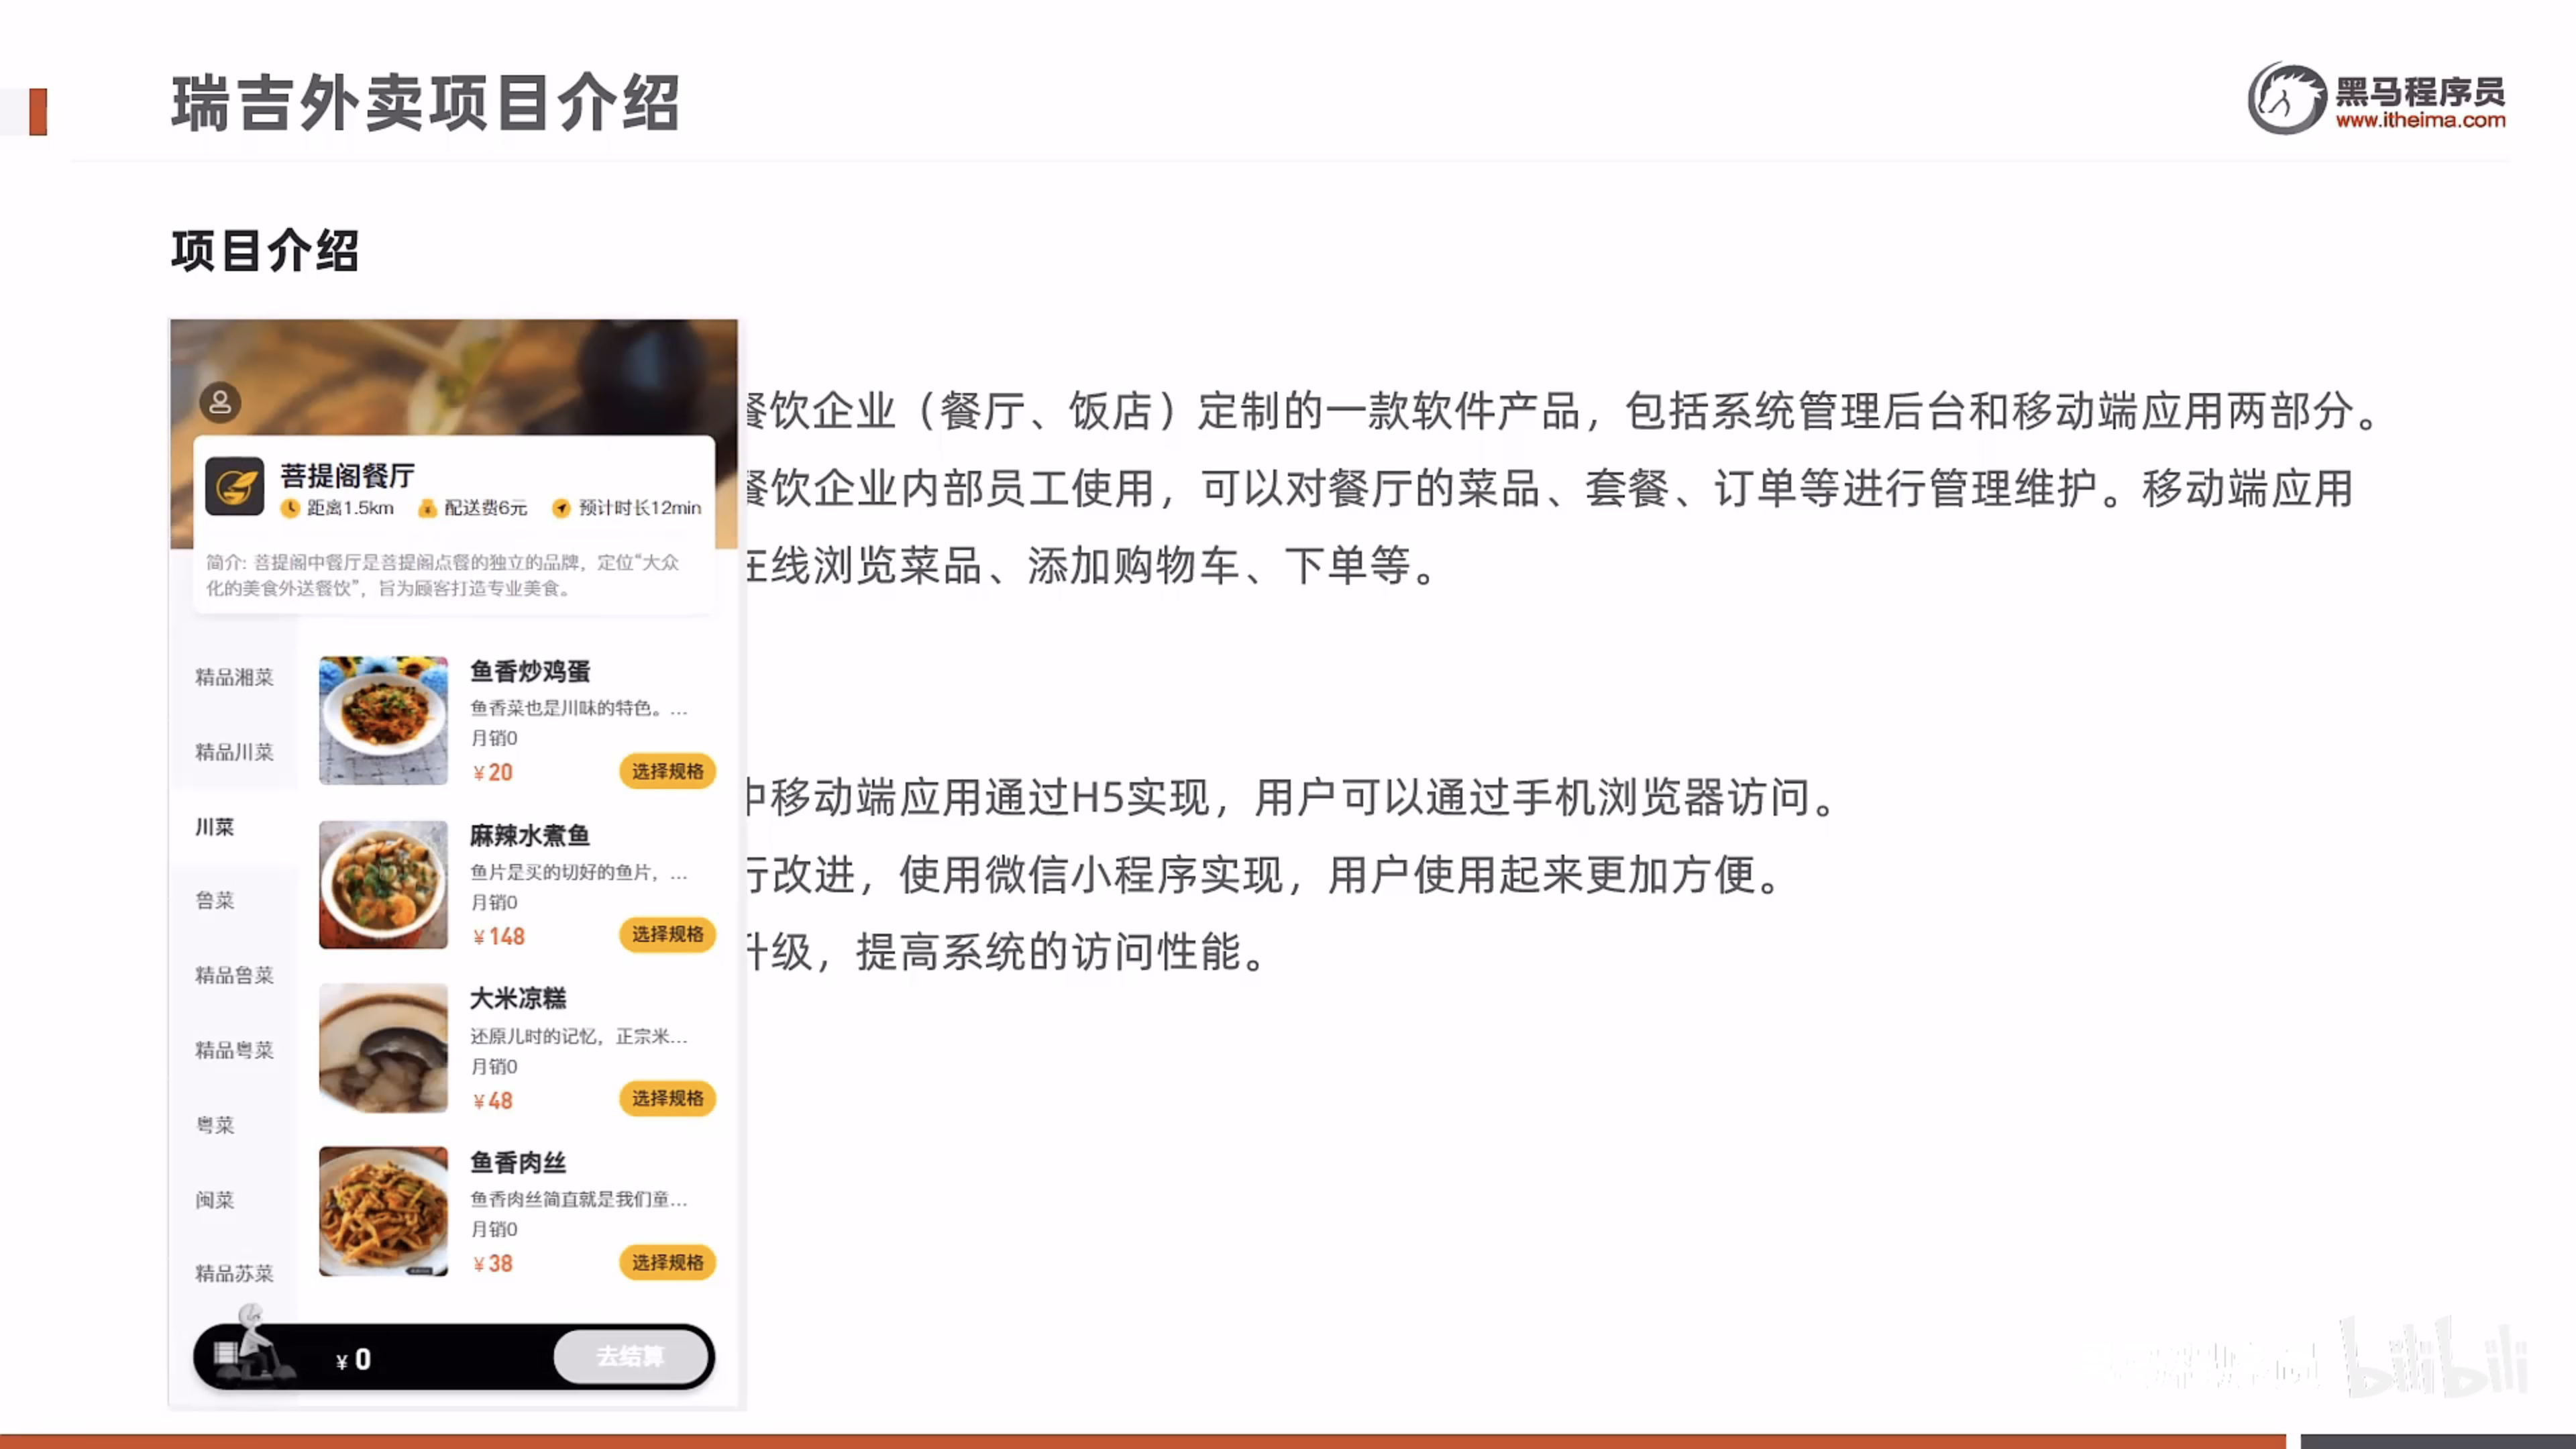 瑞吉外卖项目介绍
黑马程序员
www.itheima.com
项目介绍
餐饮企业（餐厅、饭店）定制的一款软件产品，包括系统管理后台和移动端应用两部分。
餐饮企业内部员工使用，可以对餐厅的菜品、套餐、订单等进行管理维护。移动端应用
在线浏览菜品、添加购物车、下单等。
中移动端应用通过H5实现，用户可以通过手机浏览器访问。
行改进，使用微信小程序实现，用户使用起来更加方便。
升级，提高系统的访问性能。
菩提阁餐厅
距离1.5km 配送费6元 预计时长12min
简介: 菩提阁中餐厅是菩提阁点餐的独立的品牌，定位“大众
化的美食外送餐饮”，旨为顾客打造专业美食。
精品湘菜
精品川菜
川菜
鲁菜
精品鲁菜
精品粤菜
粤菜
闽菜
精品苏菜
鱼香炒鸡蛋
鱼香菜也是川味的特色。...
月销0
¥20 选择规格
麻辣水煮鱼
鱼片是买的切好的鱼片，...
月销0
¥148 选择规格
大米凉糕
还原儿时的记忆，正宗米...
月销0
¥48 选择规格
鱼香肉丝
鱼香肉丝简直就是我们童...
月销0
¥38 选择规格
¥0 去结算
bilibili